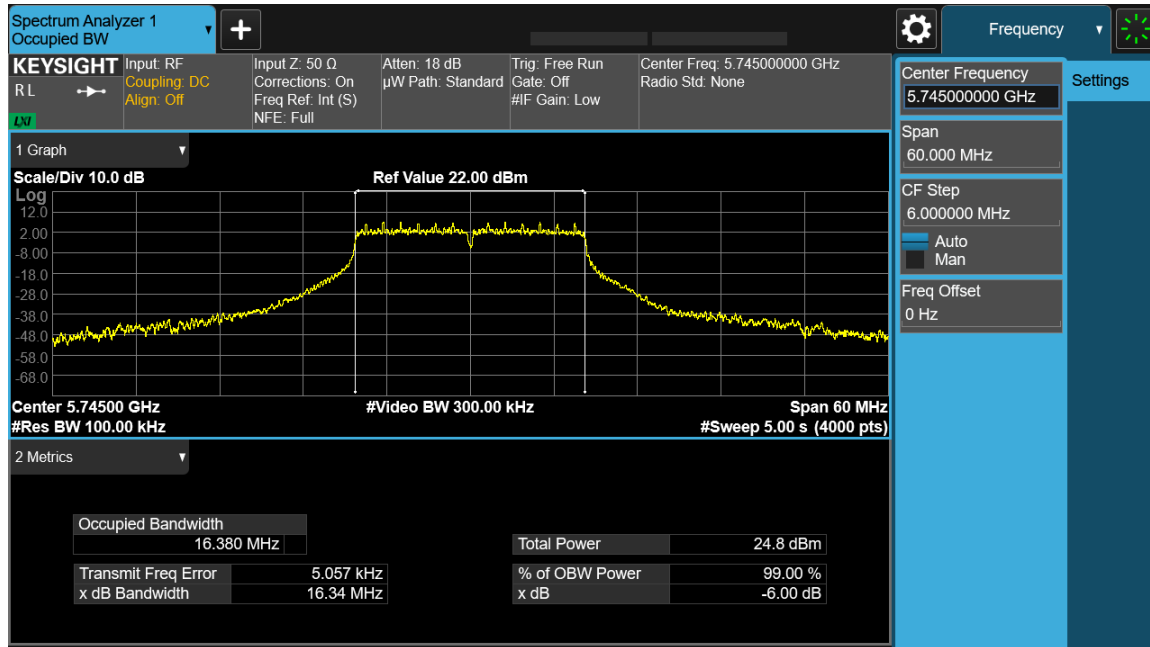 Spectrum Analyzer 1
Occupied BW
Frequency
KEYSIGHT
R L
LXI
Input: RF
Coupling: DC
Align: Off
Input Z: 50 Ω
Corrections: On
Freq Ref: Int (S)
NFE: Full
Atten: 18 dB
µW Path: Standard
Trig: Free Run
Gate: Off
#IF Gain: Low
Center Freq: 5.745000000 GHz
Radio Std: None
Center Frequency
5.745000000 GHz
Settings
Span
60.000 MHz
CF Step
6.000000 MHz
Auto
Man
Freq Offset
0 Hz
1 Graph
Scale/Div 10.0 dB
Ref Value 22.00 dBm
Log
12.0
2.00
-8.00
-18.0
-28.0
-38.0
-48.0
-58.0
-68.0
Center 5.74500 GHz
#Video BW 300.00 kHz
Span 60 MHz
#Res BW 100.00 kHz
#Sweep 5.00 s (4000 pts)
2 Metrics
Occupied Bandwidth
16.380 MHz
Total Power 24.8 dBm
Transmit Freq Error 5.057 kHz
% of OBW Power 99.00 %
x dB Bandwidth 16.34 MHz
x dB -6.00 dB